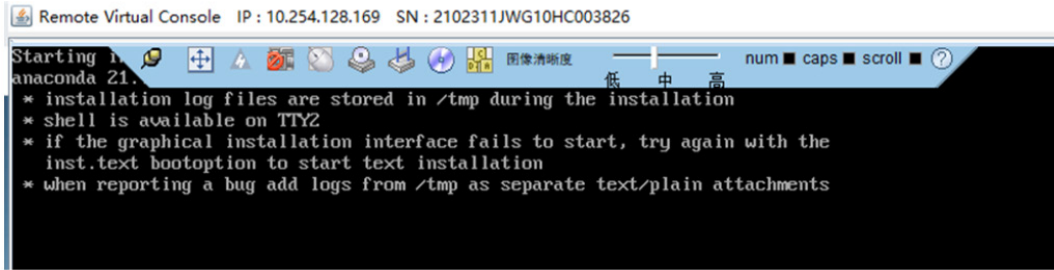 Remote Virtual Console IP : 10.254.128.169 SN : 2102311JWG10HC003826
图像清晰度 低 中 高 num caps scroll ?
Starting
anaconda 21.
* installation log files are stored in /tmp during the installation
* shell is available on TTY2
* if the graphical installation interface fails to start, try again with the
inst.text bootoption to start text installation
* when reporting a bug add logs from /tmp as separate text/plain attachments